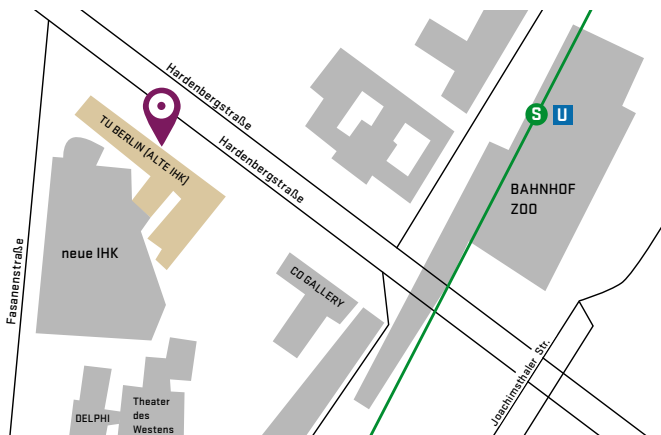 Hardenbergstraße
Hardenbergstraße
TU BERLIN (ALTE IHK)
S U
BAHNHOF
ZOO
neue IHK
Fasanenstraße
CO GALLERY
Joachimsthaler Str.
DELPHI
Theater
des
Westens